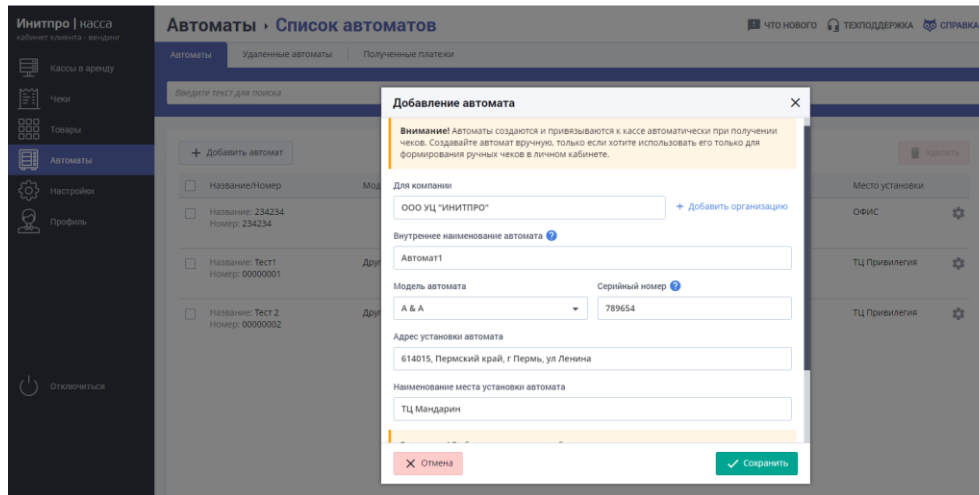 Инитпро | касса
кабинет клиента - вендинг
Автоматы › Список автоматов
ЧТО НОВОГО
ТЕХПОДДЕРЖКА
СПРАВКА
Автоматы
Удаленные автоматы
Полученные платежи
Кассы в аренду
Чеки
Товары
Автоматы
Настройки
Профиль
Отключиться
Введите текст для поиска
+ Добавить автомат
Удалить
Название/Номер
Мод
Место установки
Название: 234234
Номер: 234234
ОФИС
Название: Тест1
Номер: 00000001
Друг
ТЦ Привилегия
Название: Тест 2
Номер: 00000002
Друг
ТЦ Привилегия
Добавление автомата
Внимание! Автоматы создаются и привязываются к кассе автоматически при получении
чеков. Создавайте автомат вручную, только если хотите использовать его только для
формирования ручных чеков в личном кабинете.
Для компании
ООО УЦ "ИНИТПРО"
+ Добавить организацию
Внутреннее наименование автомата ?
Автомат1
Модель автомата
Серийный номер ?
A & A
789654
Адрес установки автомата
614015, Пермский край, г Пермь, ул Ленина
Наименование места установки автомата
ТЦ Мандарин
Отмена
Сохранить